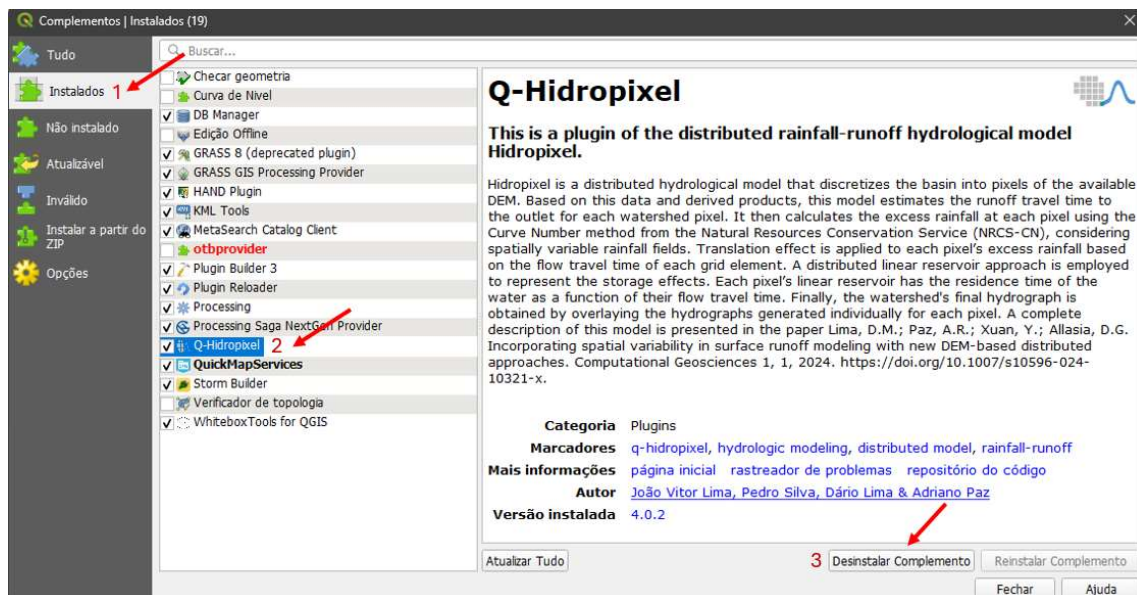 Complementos | Instalados (19)
Tudo
Instalados 1
Não instalado
Atualizável
Inválido
Instalar a partir do
ZIP
Opções
Buscar...
Checar geometria
Curva de Nivel
DB Manager
Edição Offline
GRASS 8 (deprecated plugin)
GRASS GIS Processing Provider
HAND Plugin
KML Tools
MetaSearch Catalog Client
otbprovider
Plugin Builder 3
Plugin Reloader
Processing
Processing Saga NextGen Provider
Q-Hidropixel 2
QuickMapServices
Storm Builder
Verificador de topologia
WhiteboxTools for QGIS
Q-Hidropixel
This is a plugin of the distributed rainfall-runoff hydrological model
Hidropixel.
Hidropixel is a distributed hydrological model that discretizes the basin into pixels of the available
DEM. Based on this data and derived products, this model estimates the runoff travel time to
the outlet for each watershed pixel. It then calculates the excess rainfall at each pixel using the
Curve Number method from the Natural Resources Conservation Service (NRCS-CN), considering
spatially variable rainfall fields. Translation effect is applied to each pixel's excess rainfall based
on the flow travel time of each grid element. A distributed linear reservoir approach is employed
to represent the storage effects. Each pixel's linear reservoir has the residence time of the
water as a function of their flow travel time. Finally, the watershed's final hydrograph is
obtained by overlaying the hydrographs generated individually for each pixel. A complete
description of this model is presented in the paper Lima, D.M.; Paz, A.R.; Xuan, Y.; Allasia, D.G.
Incorporating spatial variability in surface runoff modeling with new DEM-based distributed
approaches. Computational Geosciences 1, 1, 2024. https://doi.org/10.1007/s10596-024-
10321-x.
Categoria Plugins
Marcadores q-hidropixel, hydrologic modeling, distributed model, rainfall-runoff
Mais informações página inicial rastreador de problemas repositório do código
Autor João Vitor Lima, Pedro Silva, Dário Lima & Adriano Paz
Versão instalada 4.0.2
Atualizar Tudo 3 Desinstalar Complemento Reinstalar Complemento
Fechar Ajuda